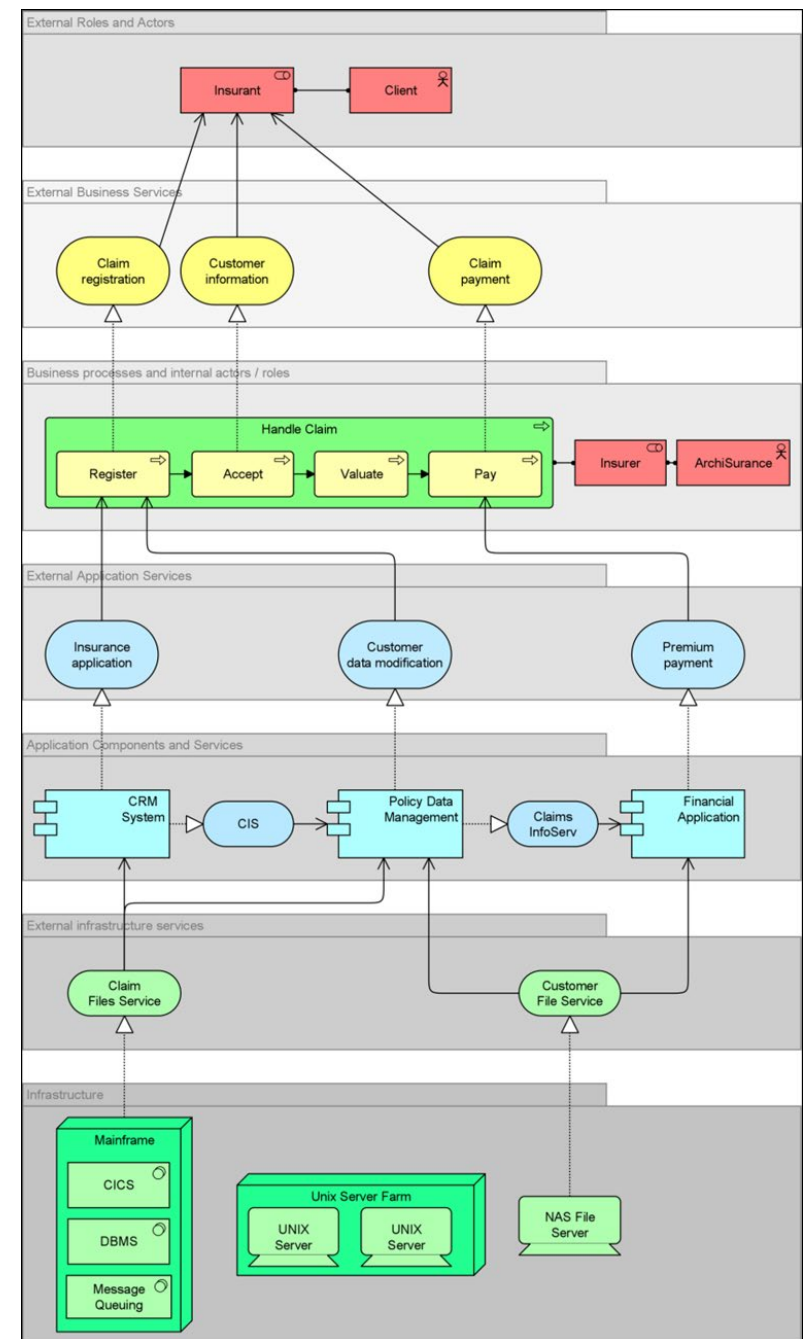 External Roles and Actors
Insurant
Client
External Business Services
Claim
registration
Customer
information
Claim
payment
Business processes and internal actors / roles
Handle Claim
Register
Accept
Valuate
Pay
Insurer
ArchiSurance
External Application Services
Insurance
application
Customer
data modification
Premium
payment
Application Components and Services
CRM
System
CIS
Policy Data
Management
Claims
InfoServ
Financial
Application
External infrastructure services
Claim
Files Service
Customer
File Service
Infrastructure
Mainframe
CICS
DBMS
Message
Queuing
Unix Server Farm
UNIX
Server
UNIX
Server
NAS File
Server